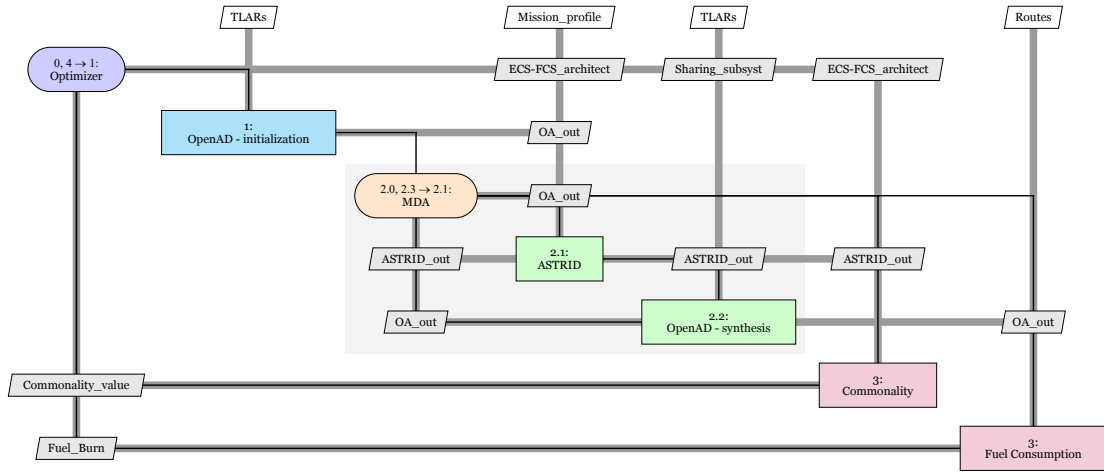 TLARs
Mission_profile
TLARs
Routes
0, 4 → 1:
Optimizer
ECS-FCS_architect
Sharing_subsyst
ECS-FCS_architect
1:
OpenAD - initialization
OA_out
2.0, 2.3 → 2.1:
MDA
OA_out
ASTRID_out
2.1:
ASTRID
ASTRID_out
ASTRID_out
OA_out
2.2:
OpenAD - synthesis
OA_out
Commonality_value
3:
Commonality
Fuel_Burn
3:
Fuel Consumption